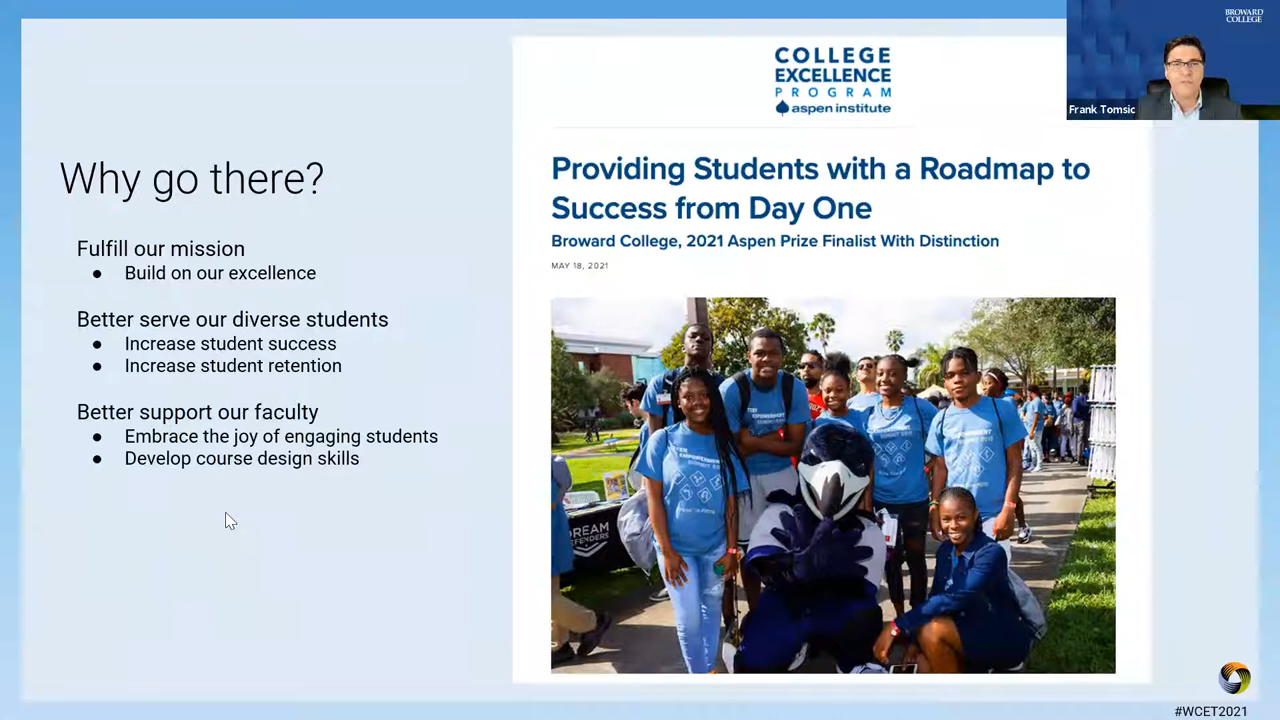 Why go there?
Fulfill our mission
● Build on our excellence
Better serve our diverse students
● Increase student success
● Increase student retention
Better support our faculty
● Embrace the joy of engaging students
● Develop course design skills
COLLEGE
EXCELLENCE
PROGRAM
aspen institute
Providing Students with a Roadmap to
Success from Day One
Broward College, 2021 Aspen Prize Finalist With Distinction
MAY 18, 2021
DREAM
DEFENDERS
BROWARD
COLLEGE
Frank Tomsic
#WCET2021